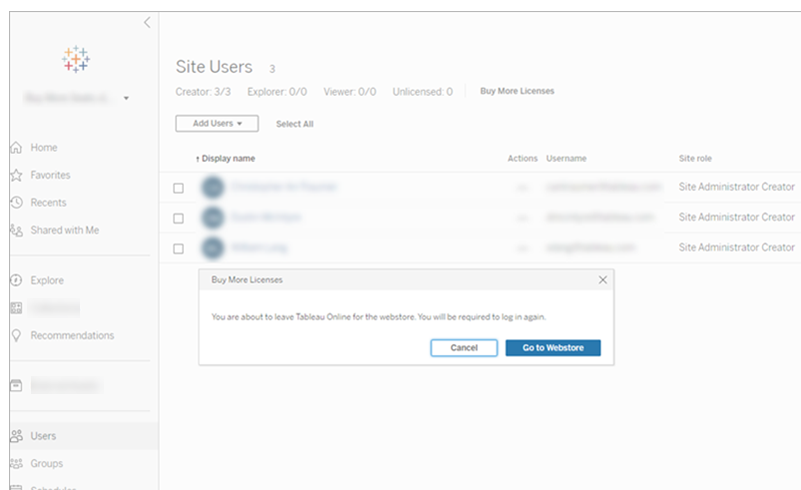 Site Users 3
Creator: 3/3 Explorer: 0/0 Viewer: 0/0 Unlicensed: 0 Buy More Licenses
Add Users Select All
↑ Display name Actions Username Site role
Site Administrator Creator
Site Administrator Creator
Site Administrator Creator
Home
Favorites
Recents
Shared with Me
Explore
Recommendations
Users
Groups
Schedules
Buy More Licenses
You are about to leave Tableau Online for the webstore. You will be required to log in again.
Cancel Go to Webstore